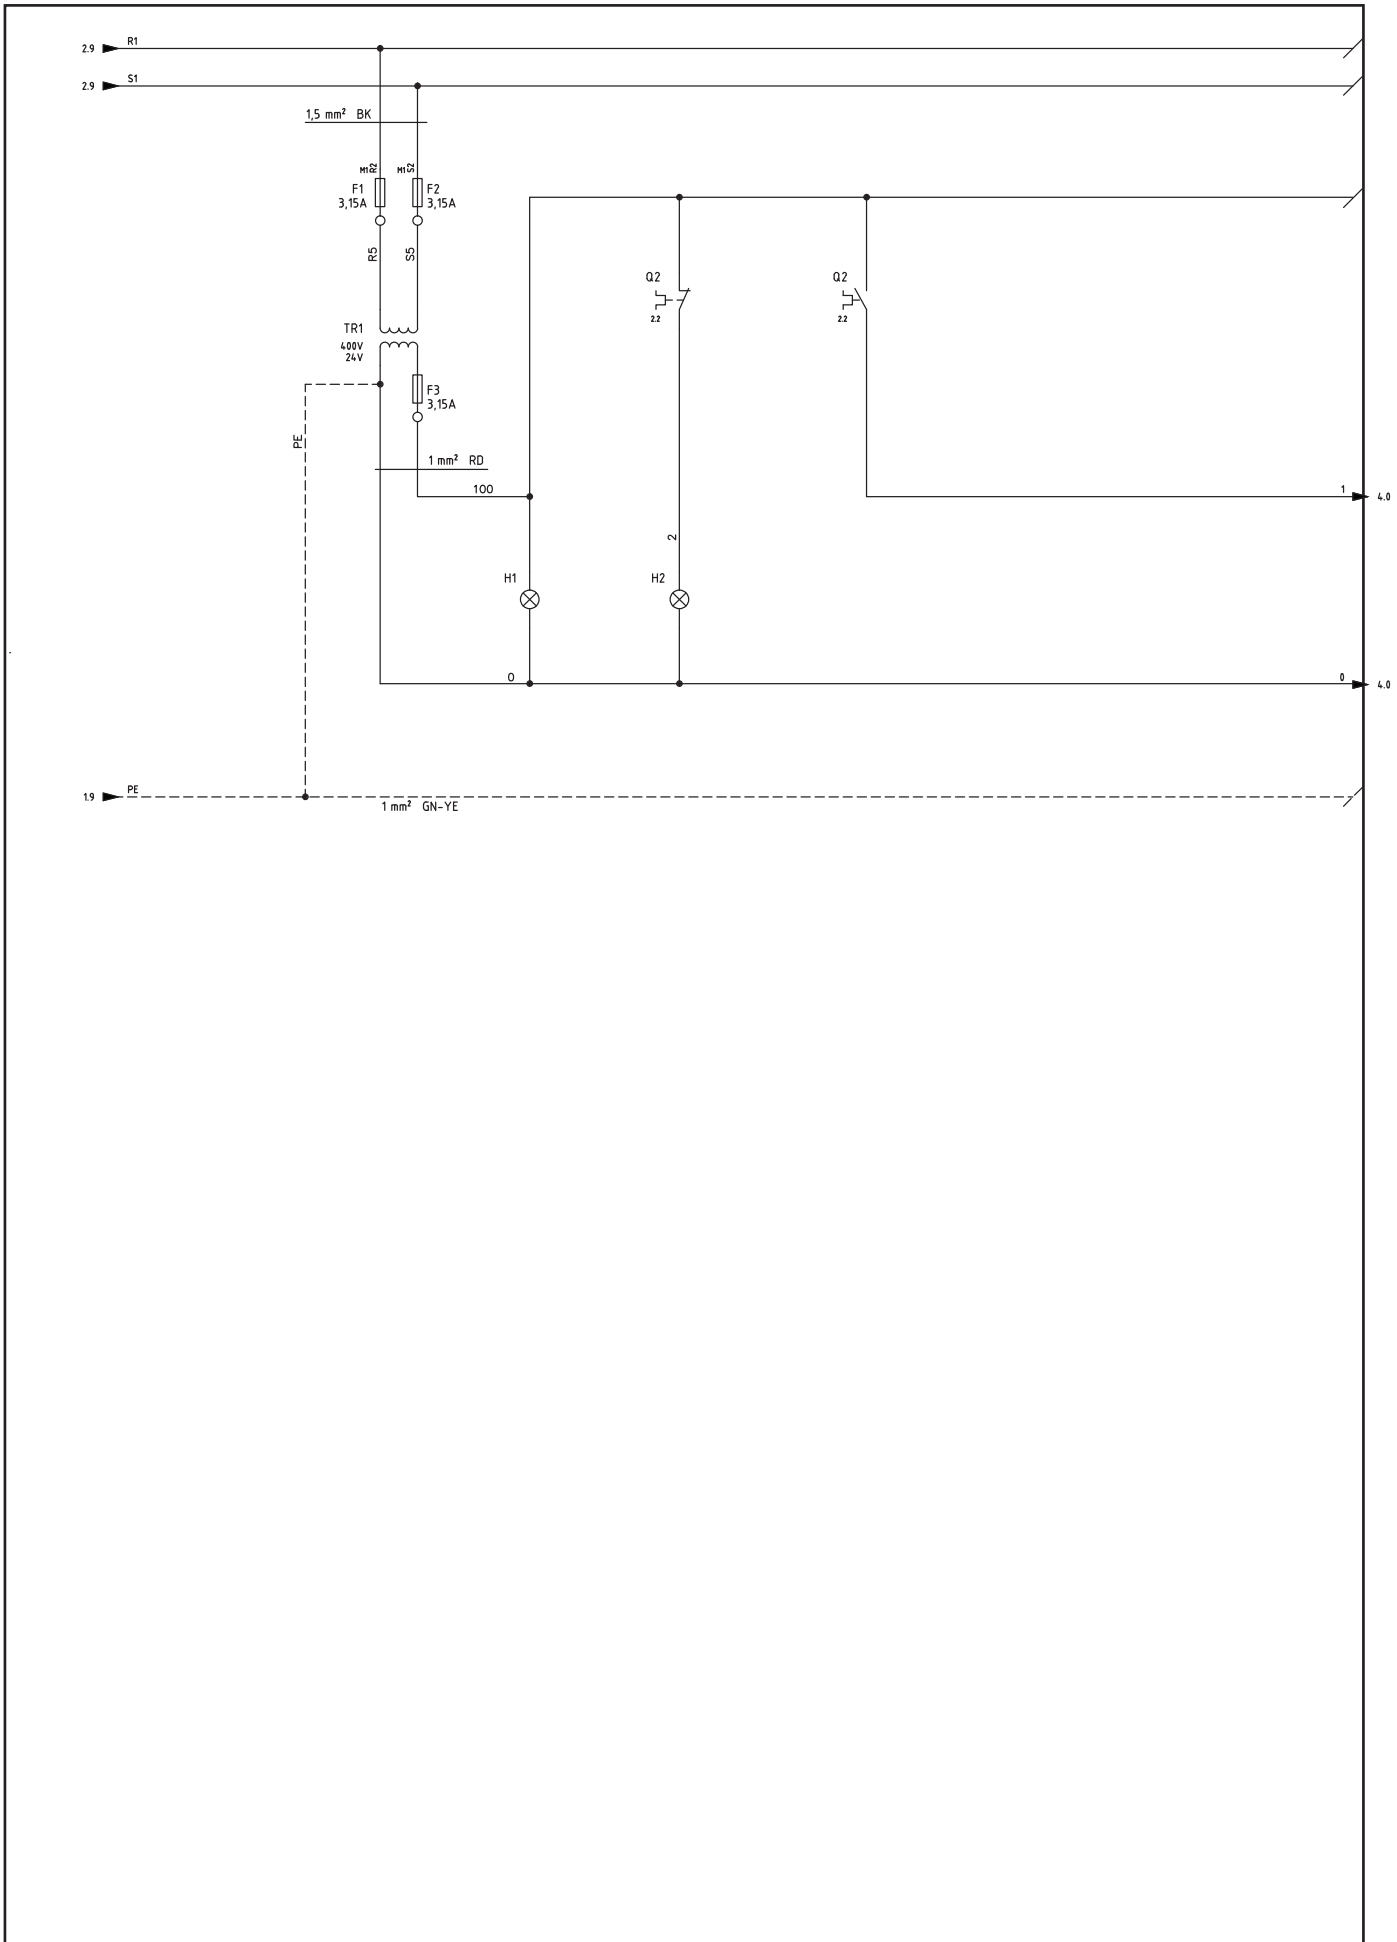 2.9 R1
2.9 S1
1,5 mm² BK
M1 R2 M1 S2
F1 F2
3,15A 3,15A
R5 S5
Q2 Q2
2.2 2.2
TR1
400V
24V
F3
3,15A
PE
1 mm² RD
100
1 4.0
2
H1 H2
0 0 4.0
1.9 PE
1 mm² GN-YE